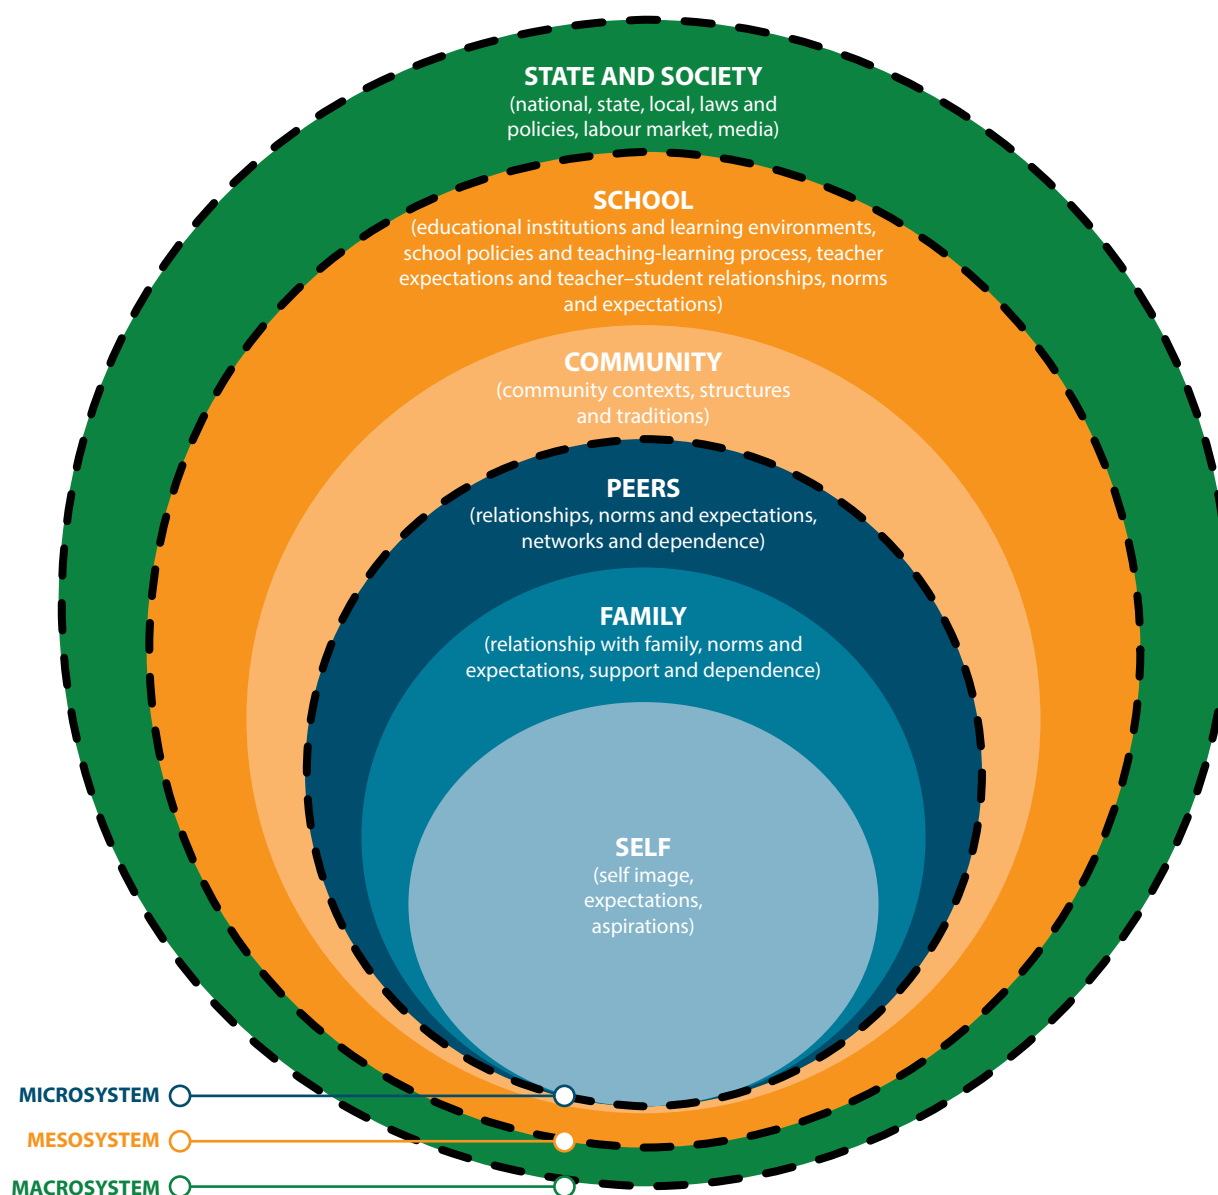 STATE AND SOCIETY
(national, state, local, laws and
policies, labour market, media)
SCHOOL
(educational institutions and learning environments,
school policies and teaching-learning process, teacher
expectations and teacher–student relationships, norms
and expectations)
COMMUNITY
(community contexts, structures
and traditions)
PEERS
(relationships, norms and expectations,
networks and dependence)
FAMILY
(relationship with family, norms and
expectations, support and dependence)
SELF
(self image,
expectations,
aspirations)
MICROSYSTEM
MESOSYSTEM
MACROSYSTEM